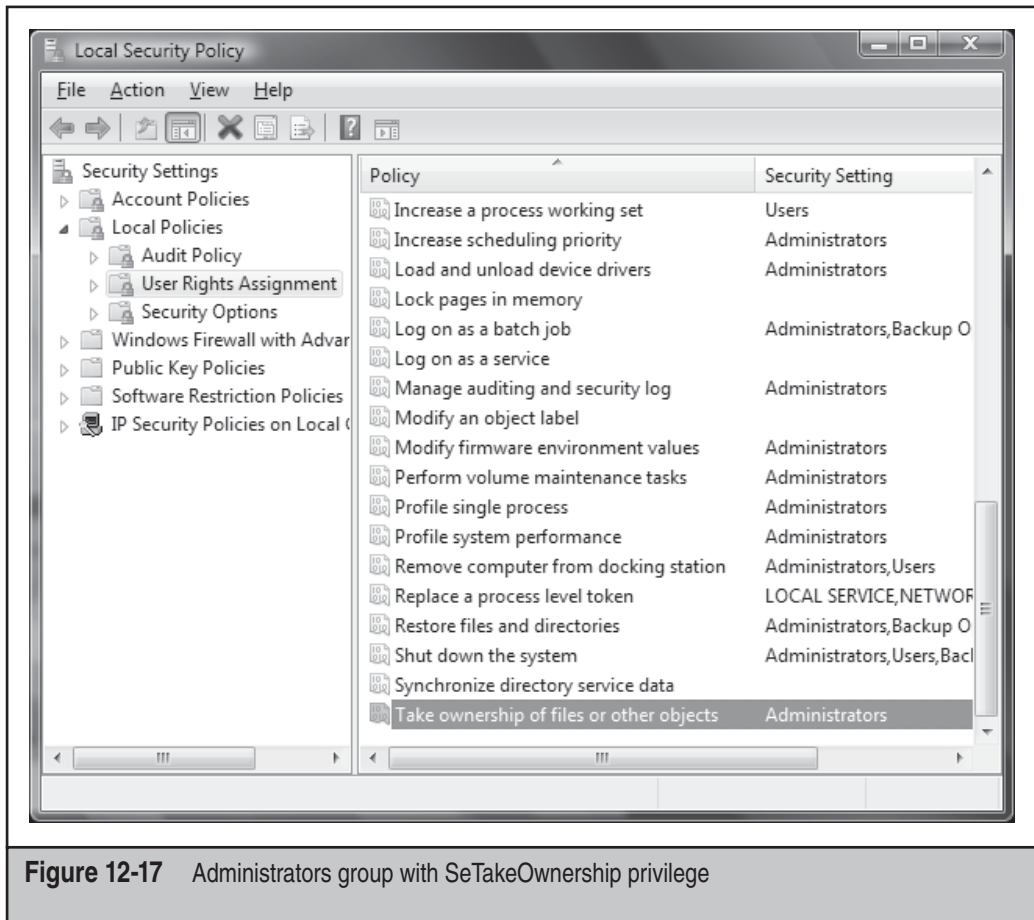 Local Security Policy
File Action View Help
Security Settings
Account Policies
Local Policies
Audit Policy
User Rights Assignment
Security Options
Windows Firewall with Advar
Public Key Policies
Software Restriction Policies
IP Security Policies on Local
Policy Security Setting
Increase a process working set Users
Increase scheduling priority Administrators
Load and unload device drivers Administrators
Lock pages in memory
Log on as a batch job Administrators,Backup O
Log on as a service
Manage auditing and security log Administrators
Modify an object label
Modify firmware environment values Administrators
Perform volume maintenance tasks Administrators
Profile single process Administrators
Profile system performance Administrators
Remove computer from docking station Administrators,Users
Replace a process level token LOCAL SERVICE,NETWOR
Restore files and directories Administrators,Backup O
Shut down the system Administrators,Users,Bacl
Synchronize directory service data
Take ownership of files or other objects Administrators
Figure 12-17 Administrators group with SeTakeOwnership privilege